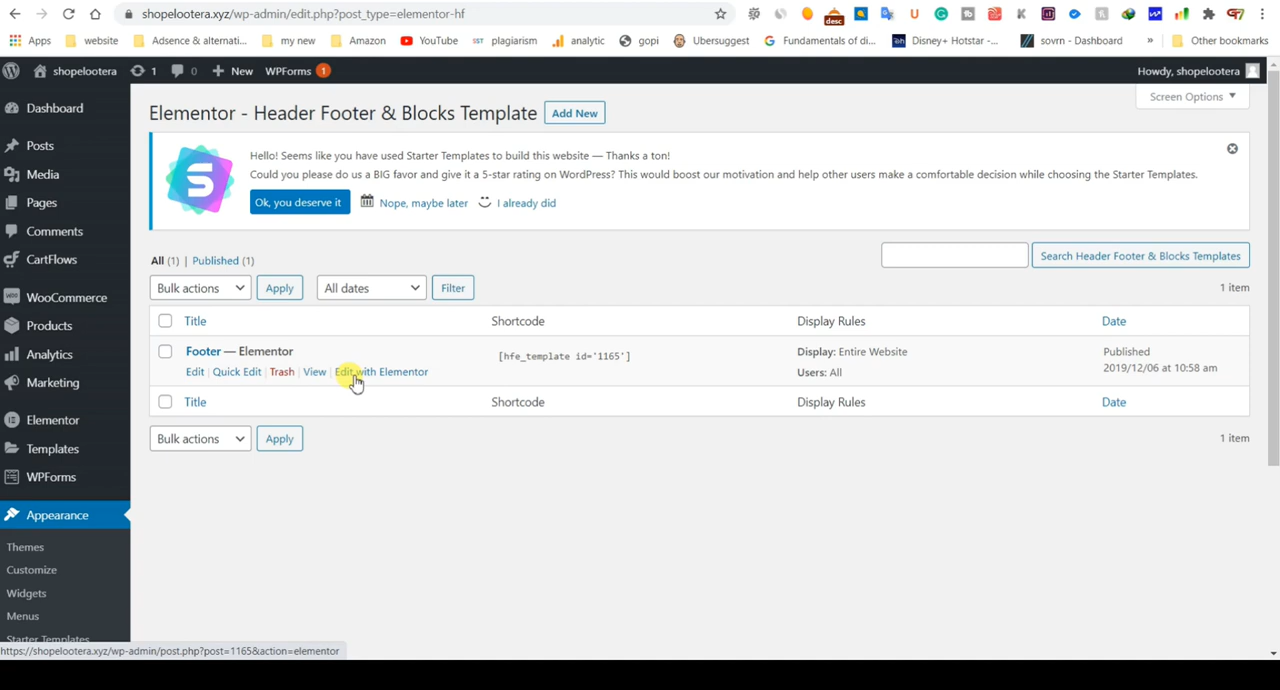 shopelootera.xyz/wp-admin/edit.php?post_type=elementor-hf
Apps website Adsence & alternati... my new Amazon YouTube plagiarism analytic gopi Ubersuggest Fundamentals of di... Disney+ Hotstar -... sovrn - Dashboard » Other bookmarks
shopelootera 1 0 New WPForms 1 Howdy, shopelootera
Screen Options
Dashboard
Posts
Media
Pages
Comments
CartFlows
WooCommerce
Products
Analytics
Marketing
Elementor
Templates
WPForms
Appearance
Themes
Customize
Widgets
Menus
Starter Templates
Elementor - Header Footer & Blocks Template Add New
Hello! Seems like you have used Starter Templates to build this website — Thanks a ton!
Could you please do us a BIG favor and give it a 5-star rating on WordPress? This would boost our motivation and help other users make a comfortable decision while choosing the Starter Templates.
Ok, you deserve it Nope, maybe later I already did
All (1) | Published (1)
Search Header Footer & Blocks Templates
Bulk actions Apply All dates Filter 1 item
Title Shortcode Display Rules Date
Footer — Elementor [hfe_template id='1165'] Display: Entire Website Published
Edit | Quick Edit | Trash | View | Edit with Elementor Users: All 2019/12/06 at 10:58 am
Title Shortcode Display Rules Date
Bulk actions Apply 1 item
https://shopelootera.xyz/wp-admin/post.php?post=1165&action=elementor